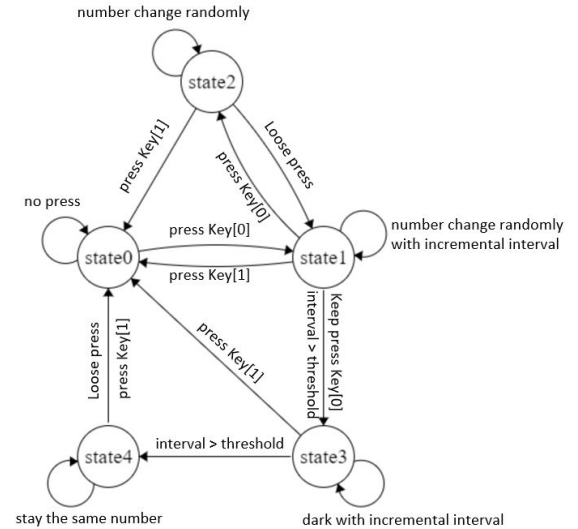 number change randomly
state2
press Key[1]
Loose press
press Key[0]
no press
press Key[0]
number change randomly
with incremental interval
state0
state1
press Key[1]
Loose press
press Key[1]
press Key[1]
interval > threshold
Keep press Key[0]
interval > threshold
state4
state3
stay the same number
dark with incremental interval